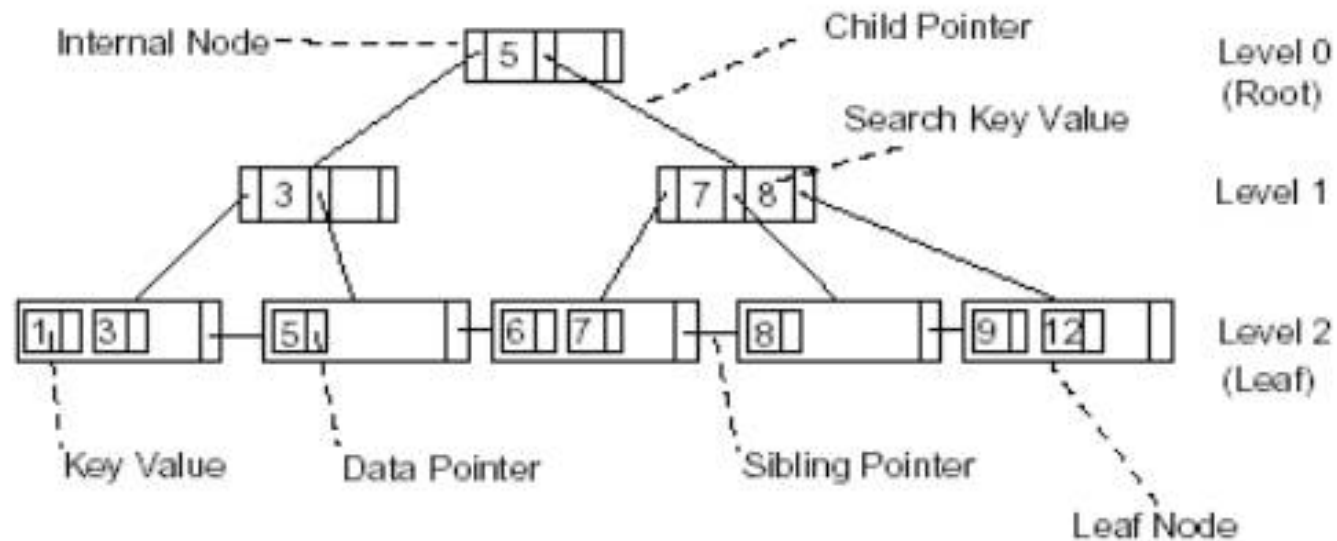 Internal Node
5
Child Pointer
Level 0
(Root)
Search Key Value
3
7 8
Level 1
1 3
5
6 7
8
9 12
Level 2
(Leaf)
Key Value
Data Pointer
Sibling Pointer
Leaf Node